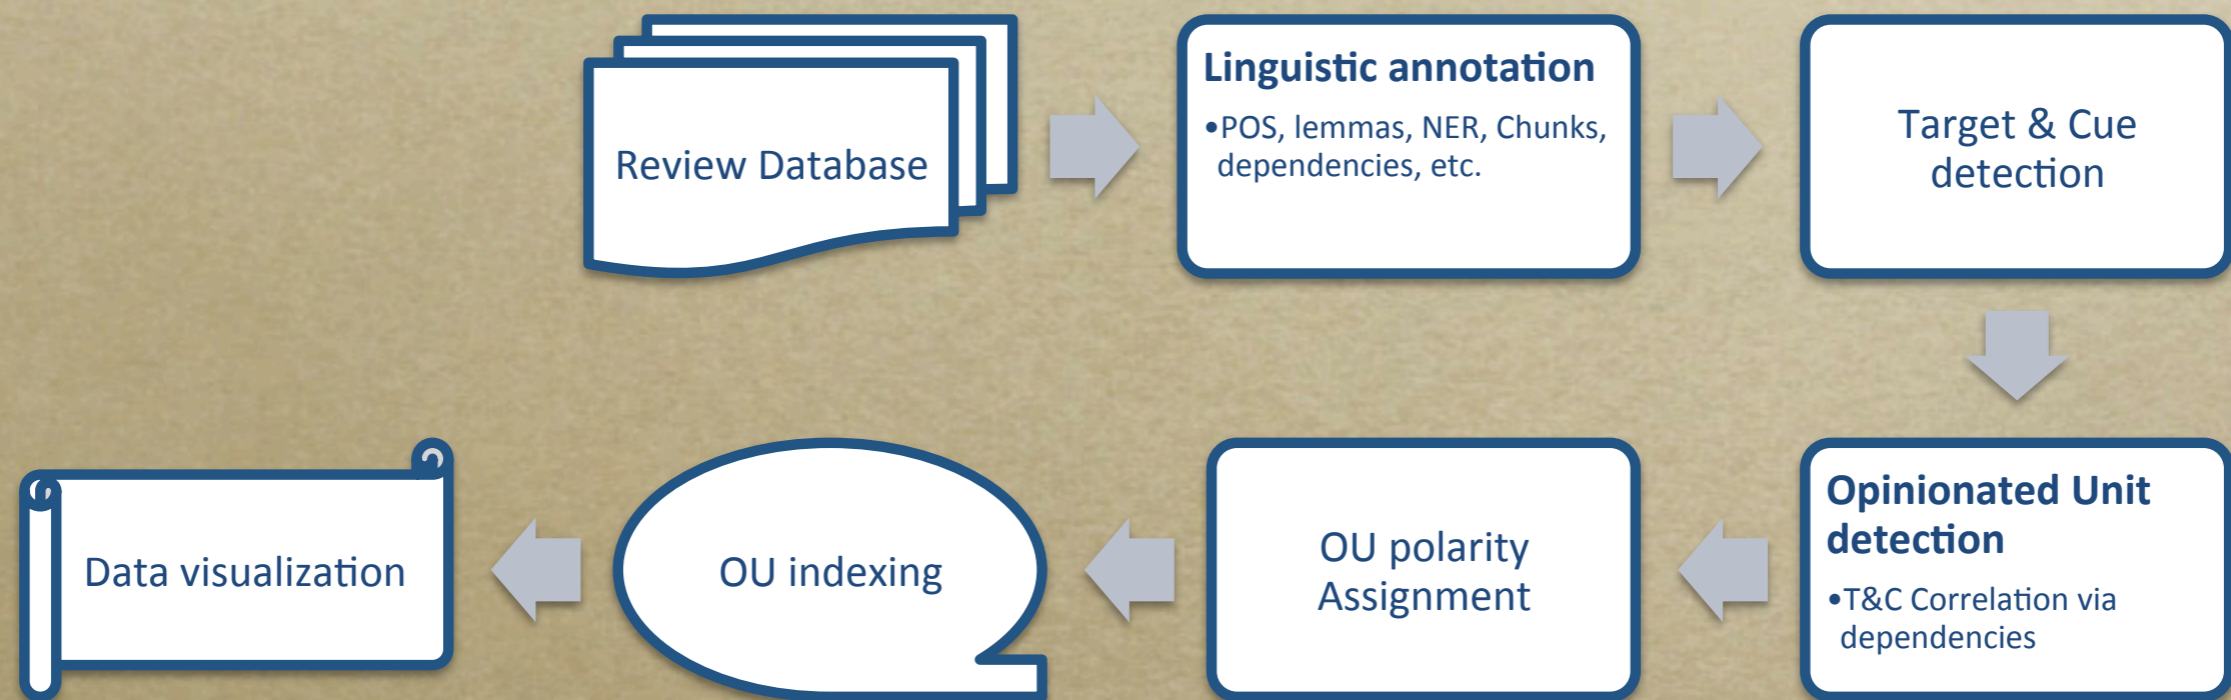 Review Database
Linguistic annotation
•POS, lemmas, NER, Chunks,
dependencies, etc.
Target & Cue
detection
Opinionated Unit
detection
•T&C Correlation via
dependencies
OU polarity
Assignment
OU indexing
Data visualization